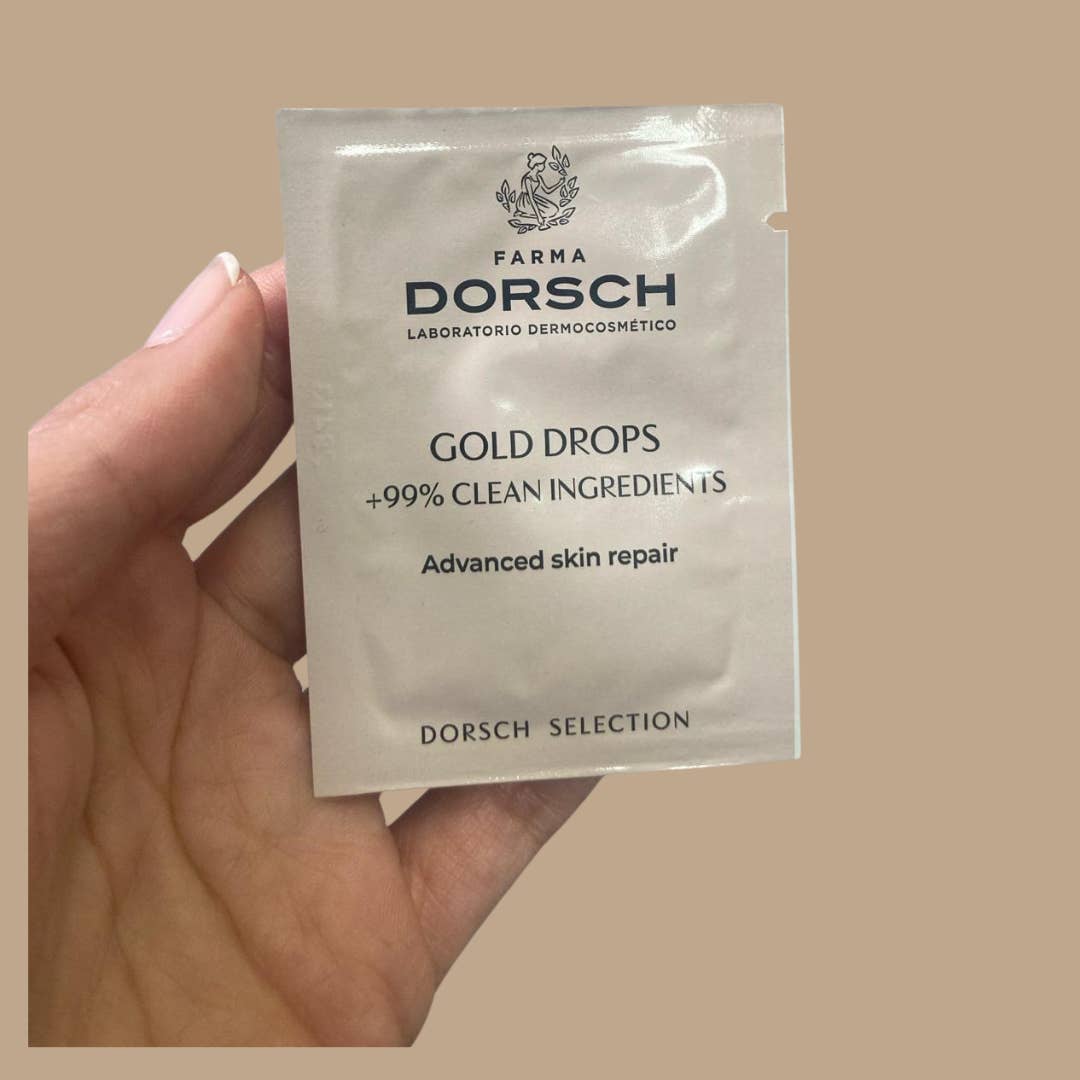 FARMA
DORSCH
LABORATORIO DERMOCOSMÉTICO
GOLD DROPS
+99% CLEAN INGREDIENTS
Advanced skin repair
DORSCH SELECTION